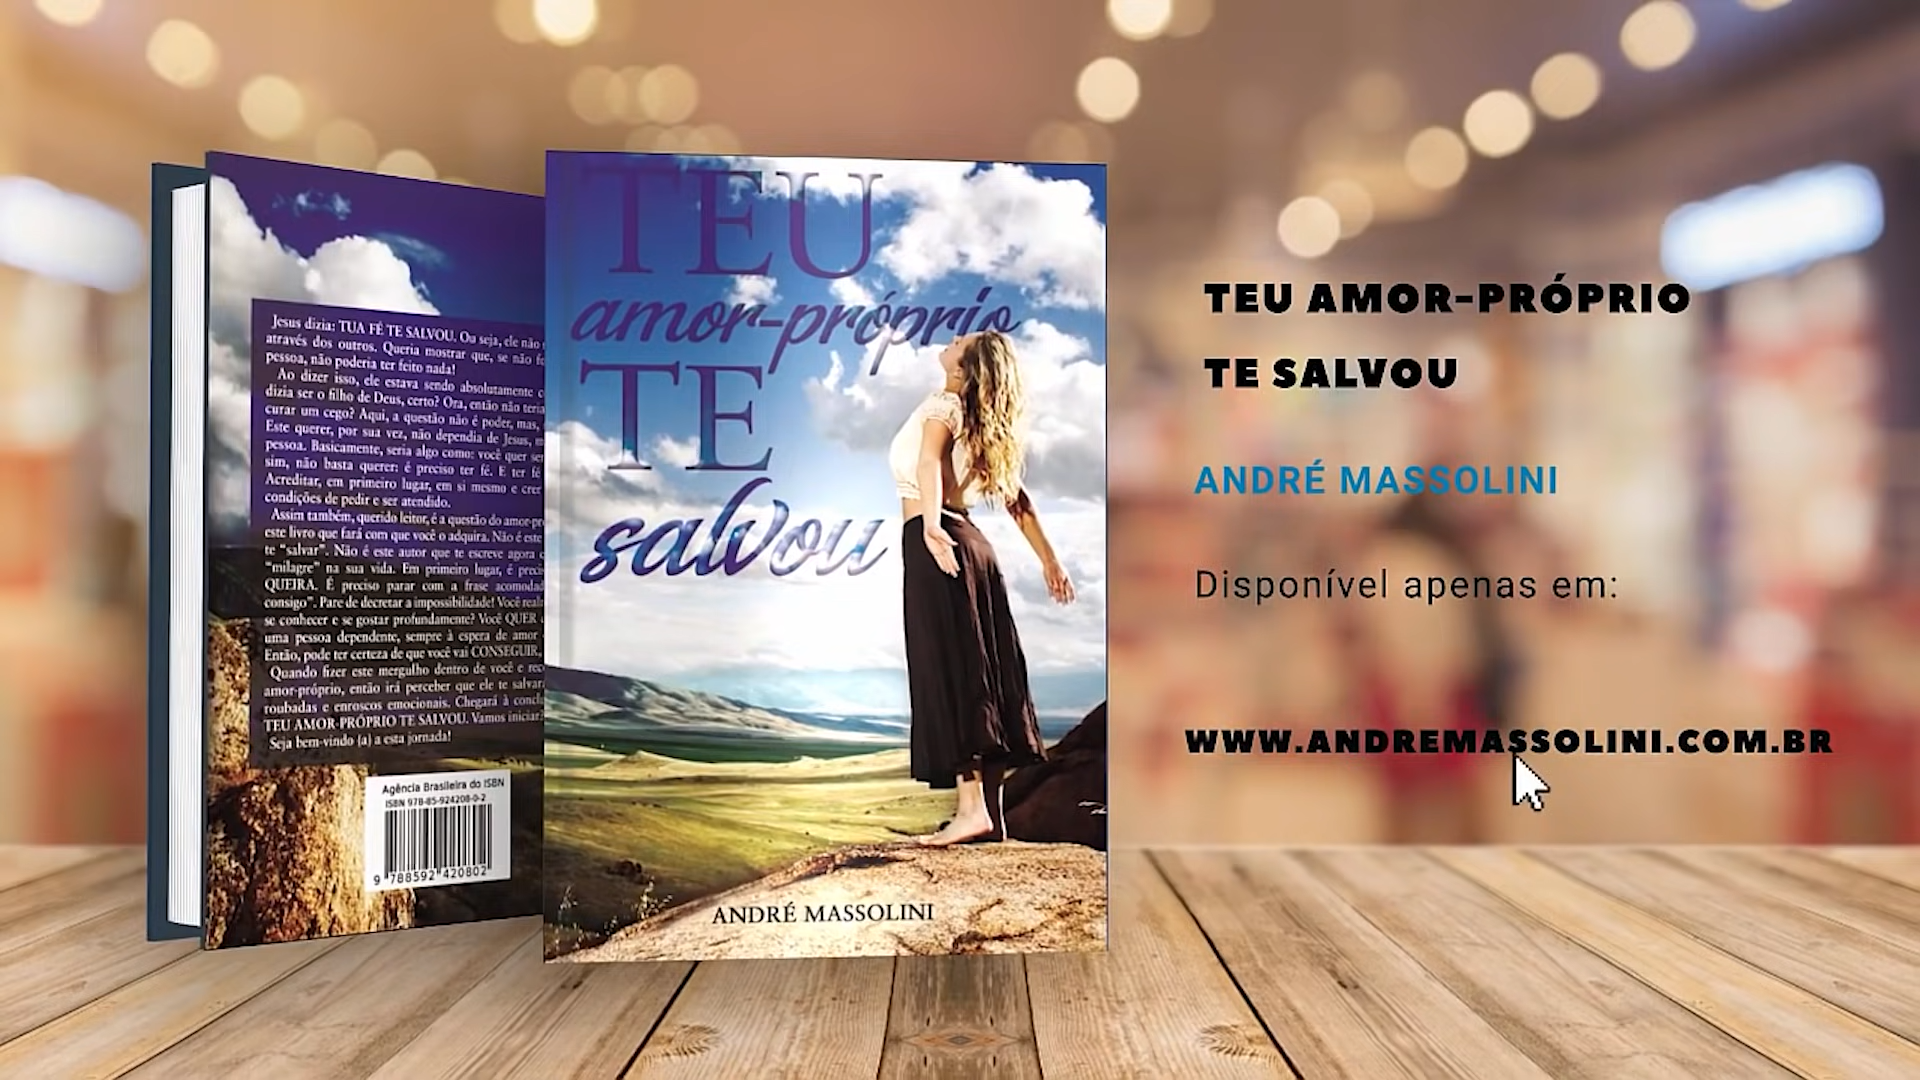 Jesus dizia: TUA FÉ TE SALVOU. Ou seja, ele não
através dos outros. Queria mostrar que, se não
pessoa, não poderia ter feito nada!
Ao dizer isso, ele estava sendo absolutamente
dizia ser o filho de Deus, certo? Ora, então não
curar um cego? Aqui, a questão não é poder, mas,
Este querer, por sua vez, não dependia de Jesus,
pessoa. Basicamente, seria algo como: você quer
sim, não basta querer: é preciso ter fé. E ter fé
Acreditar, em primeiro lugar, em si mesmo e crer
condições de pedir e ser atendido.
Assim também, querido leitor, é a questão do
este livro que fará com que você o adquira. Não é este
te "salvar". Não é este autor que te escreve agora
"milagre" na sua vida. Em primeiro lugar, é
QUEIRA. É preciso parar com a frase
consigo". Pare de decretar a impossibilidade! Você
se conhecer e se gostar profundamente? Você QUER
uma pessoa dependente, sempre à espera de amor
Então, pode ter certeza de que você vai CONSEGUIR,
Quando fizer este mergulho dentro de você e
amor-próprio, então irá perceber que ele te
roubadas e enroscos emocionais. Chegará à
TEU AMOR-PRÓPRIO TE SALVOU. Vamos iniciar?
Seja bem-vindo (a) a esta jornada!
Agência Brasileira do ISBN
ISBN 978-85-924208-0-2
9 788592 420802
TEU
amor-próprio
TE
salvou
ANDRÉ MASSOLINI
TEU AMOR-PRÓPRIO
TE SALVOU
ANDRÉ MASSOLINI
Disponível apenas em:
WWW.ANDREMASSOLINI.COM.BR